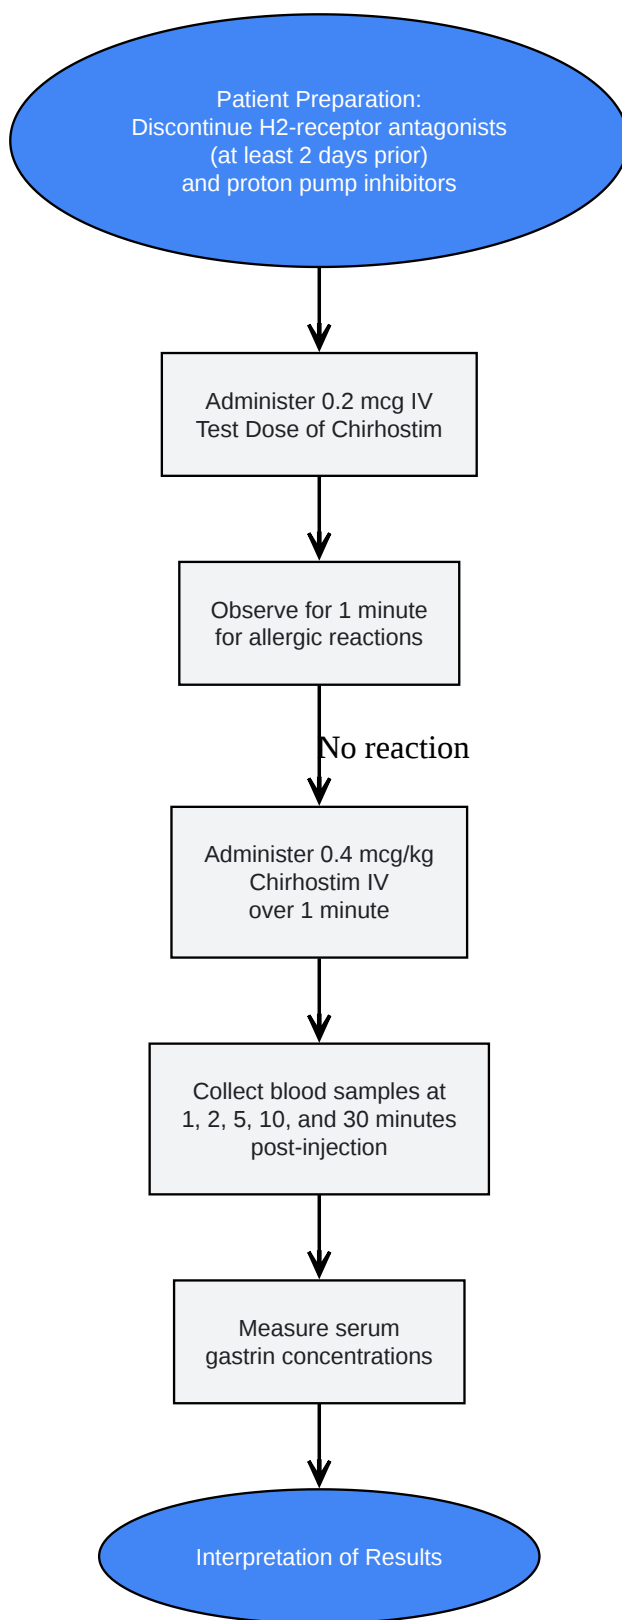 Patient Preparation:
Discontinue H2-receptor antagonists
(at least 2 days prior)
and proton pump inhibitors
Administer 0.2 mcg IV
Test Dose of Chirhostim
Observe for 1 minute
for allergic reactions
No reaction
Administer 0.4 mcg/kg
Chirhostim IV
over 1 minute
Collect blood samples at
1, 2, 5, 10, and 30 minutes
post-injection
Measure serum
gastrin concentrations
Interpretation of Results